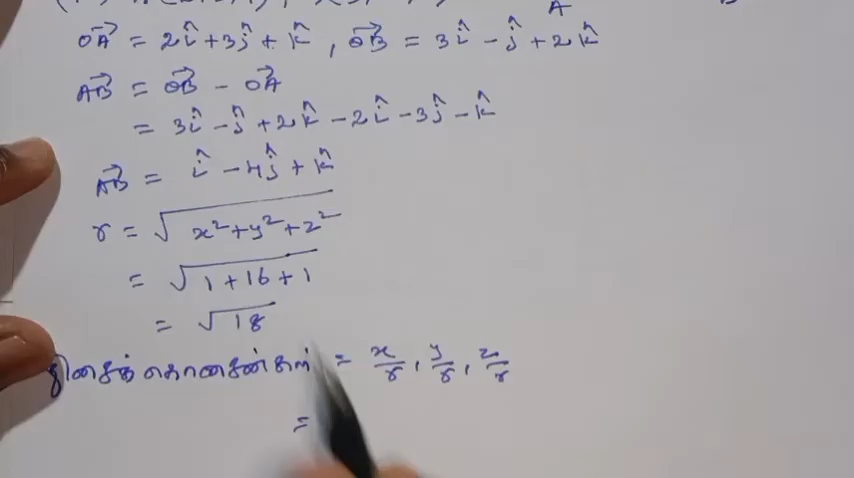 A
OA⃗ = 2î+3ĵ+k̂, OB⃗ = 3î-ĵ+2k̂
AB⃗ = OB⃗ - OA⃗
= 3î-ĵ+2k̂-2î-3ĵ-k̂
AB⃗ = î-4ĵ+k̂
r = √x²+y²+z²
= √1+16+1
= √18
திசைக் கொசைன்கள் = x/r, y/r, z/r
=